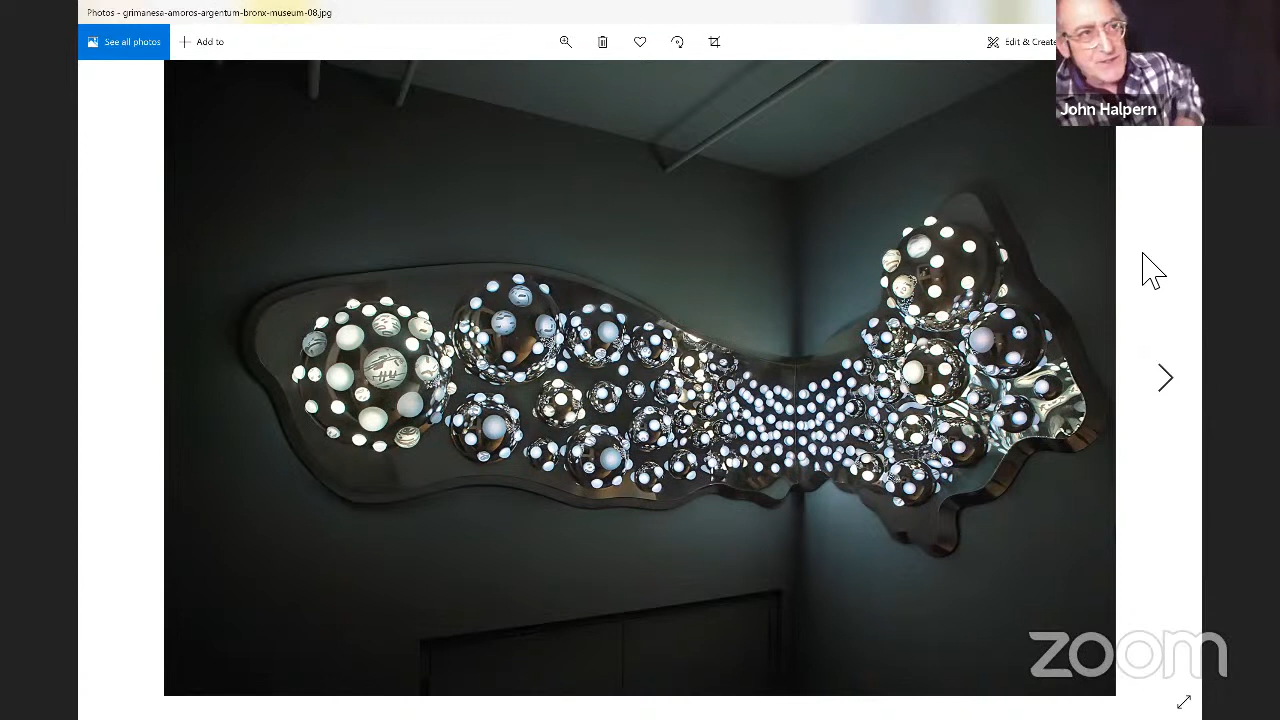 Photos - grimanesa-amoros-argentum-bronx-museum-08.jpg
See all photos
Add to
Edit & Create
John Halpern
zoom